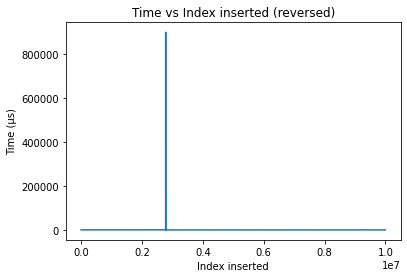 Time vs Index inserted (reversed)
800000
600000
400000
200000
0
Time (μs)
0.0 0.2 0.4 0.6 0.8 1.0
1e7
Index inserted